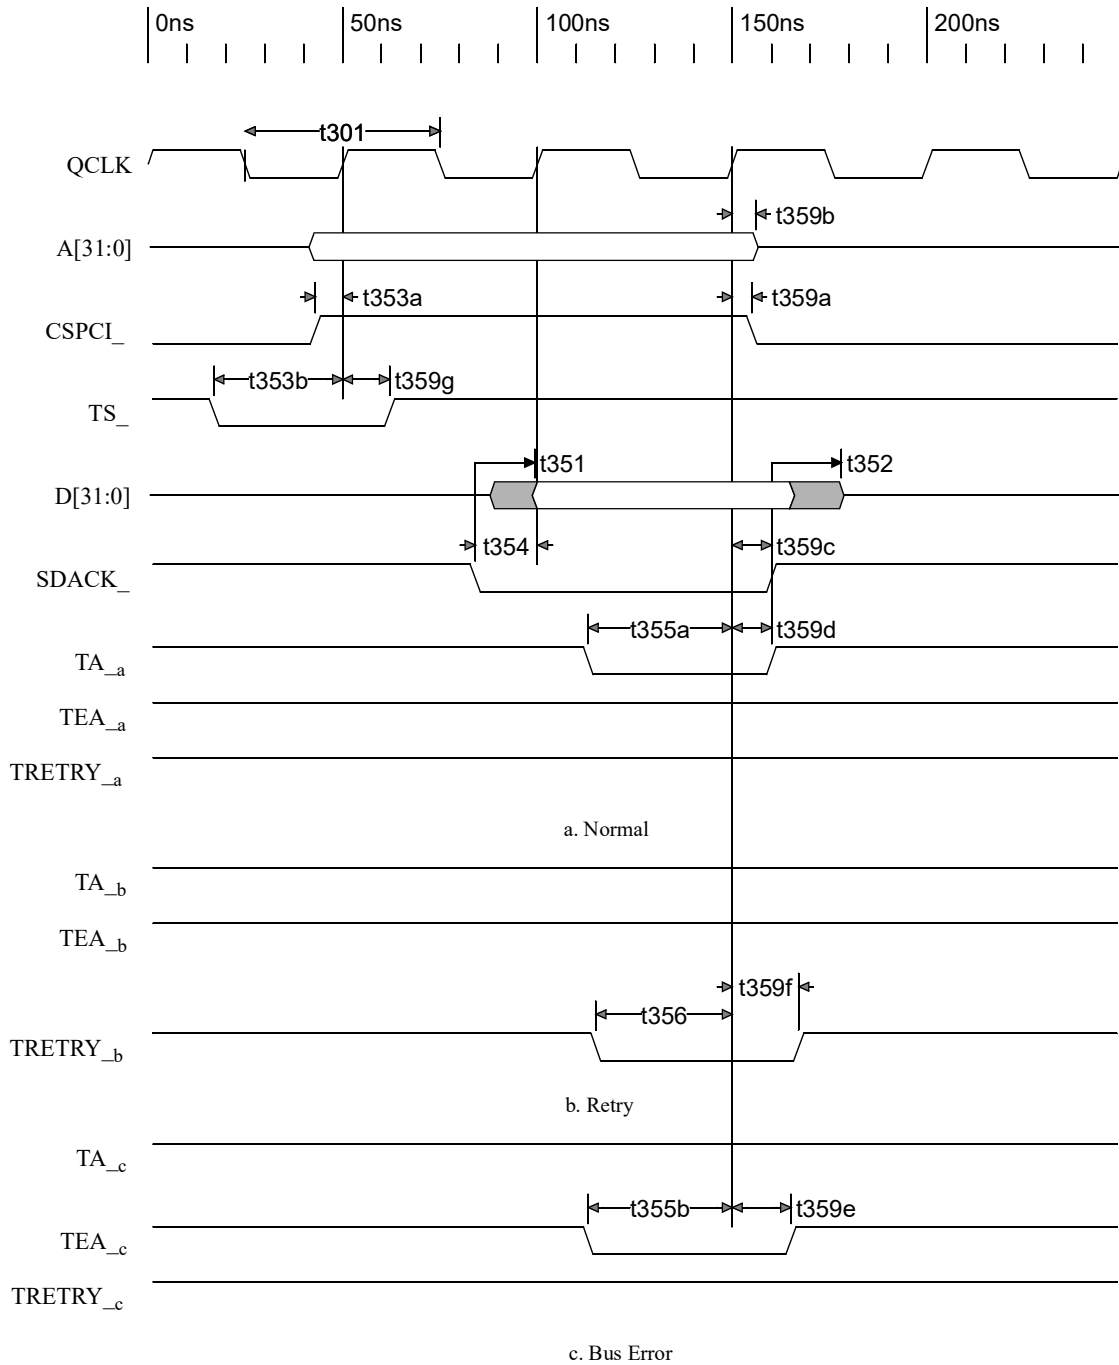 0ns 50ns 100ns 150ns 200ns
t301
QCLK
t359b
A[31:0]
t353a t359a
CSPCI_
t353b t359g
TS_
t351 t352
D[31:0]
t354 t359c
SDACK_
t355a t359d
TA_a
TEA_a
TRETRY_a
a. Normal
TA_b
TEA_b
t359f
t356
TRETRY_b
b. Retry
TA_c
t355b t359e
TEA_c
TRETRY_c
c. Bus Error